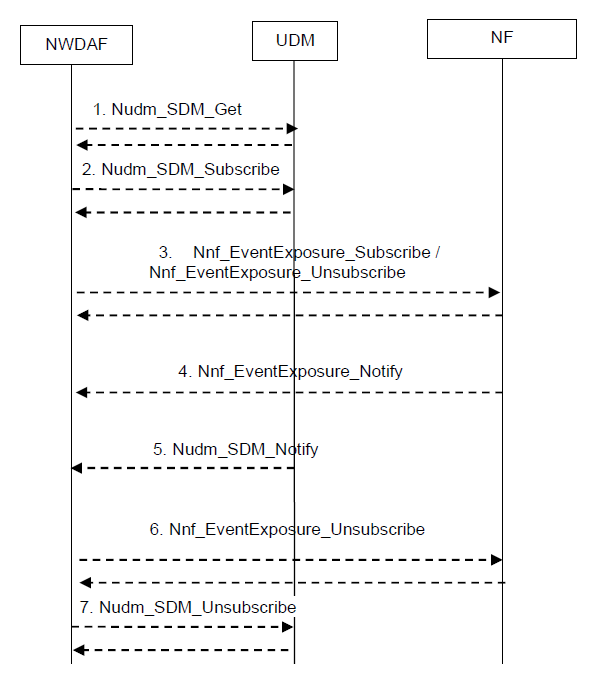 NWDAF
UDM
NF
1. Nudm_SDM_Get
2. Nudm_SDM_Subscribe
3. Nnf_EventExposure_Subscribe /
Nnf_EventExposure_Unsubscribe
4. Nnf_EventExposure_Notify
5. Nudm_SDM_Notify
6. Nnf_EventExposure_Unsubscribe
7. Nudm_SDM_Unsubscribe